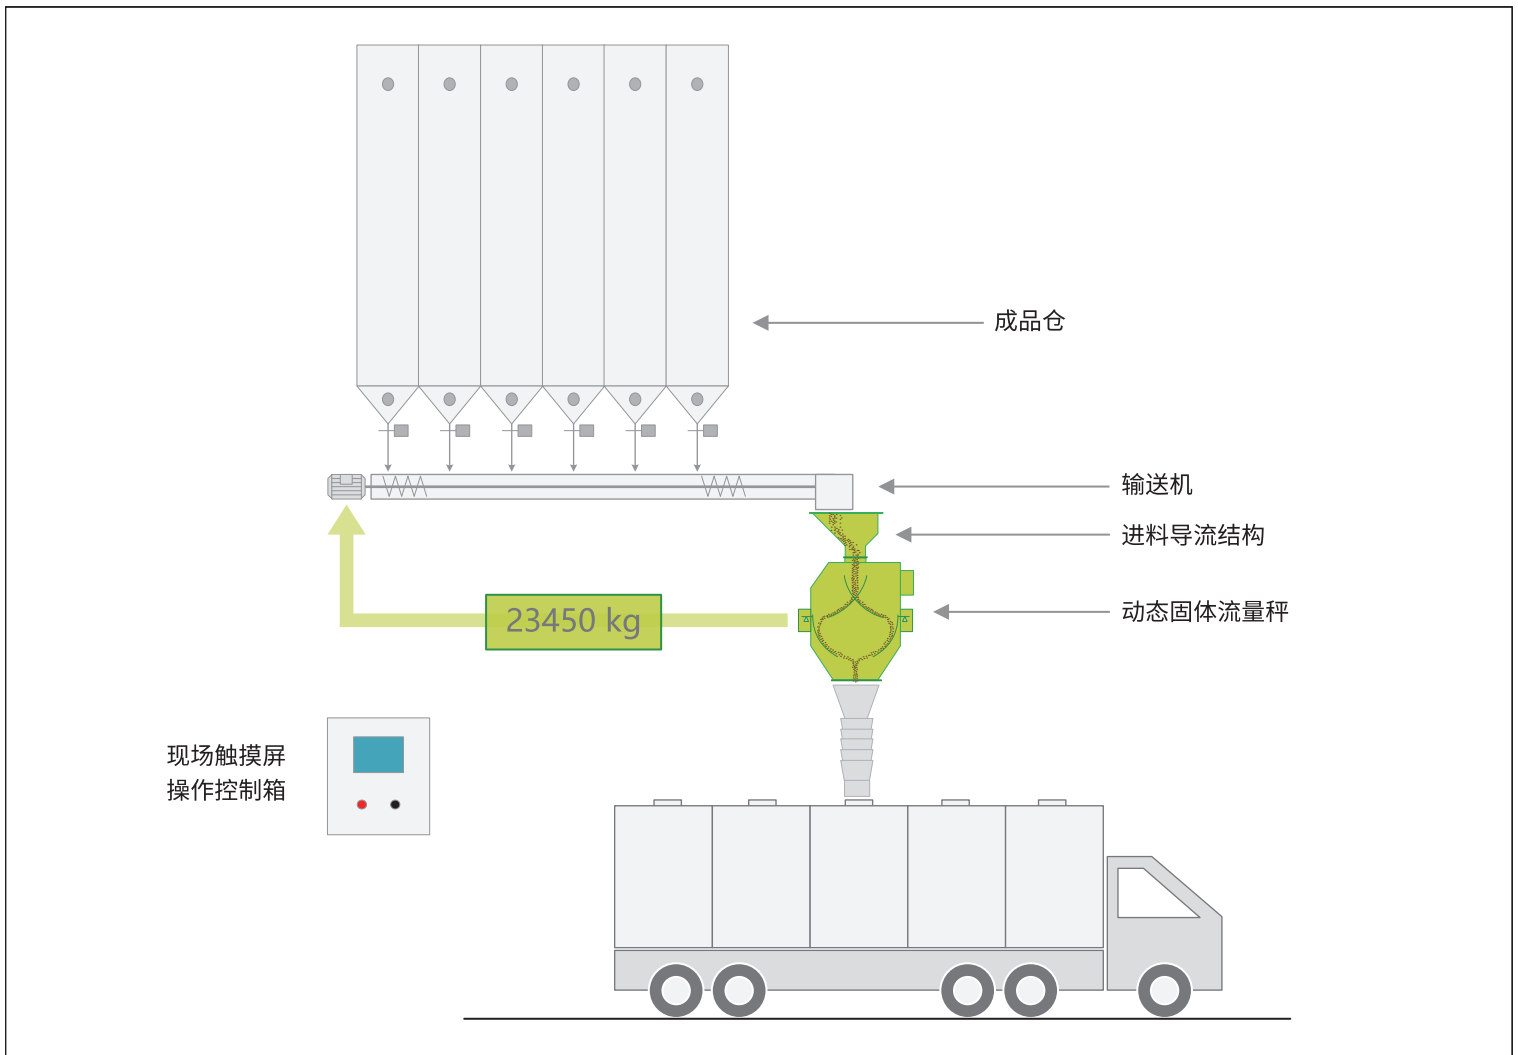 成品仓
输送机
进料导流结构
动态固体流量秤
23450 kg
现场触摸屏
操作控制箱